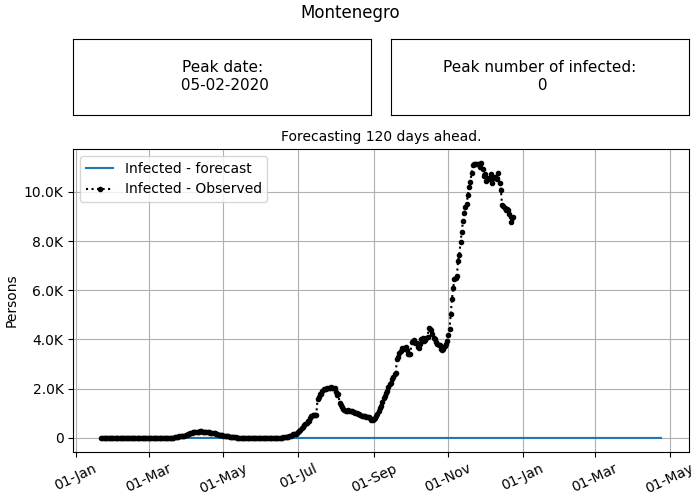 Montenegro
Peak date:
05-02-2020
Peak number of infected:
0
Forecasting 120 days ahead.
Infected - forecast
Infected - Observed
Persons
10.0K
8.0K
6.0K
4.0K
2.0K
0
01-Jan
01-Mar
01-May
01-Jul
01-Sep
01-Nov
01-Jan
01-Mar
01-May